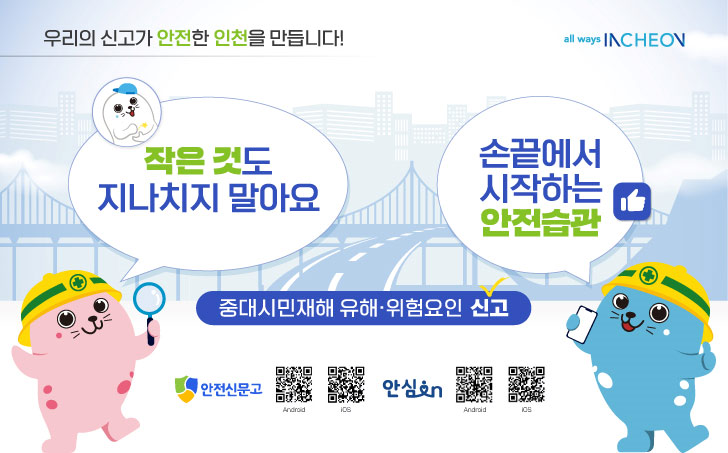 우리의 신고가 안전한 인천을 만듭니다!
all ways INCHEON
작은 것도
지나치지 말아요
손끝에서
시작하는
안전습관
중대시민재해 유해·위험요인 신고
안전신문고
Android
iOS
안심in
Android
iOS